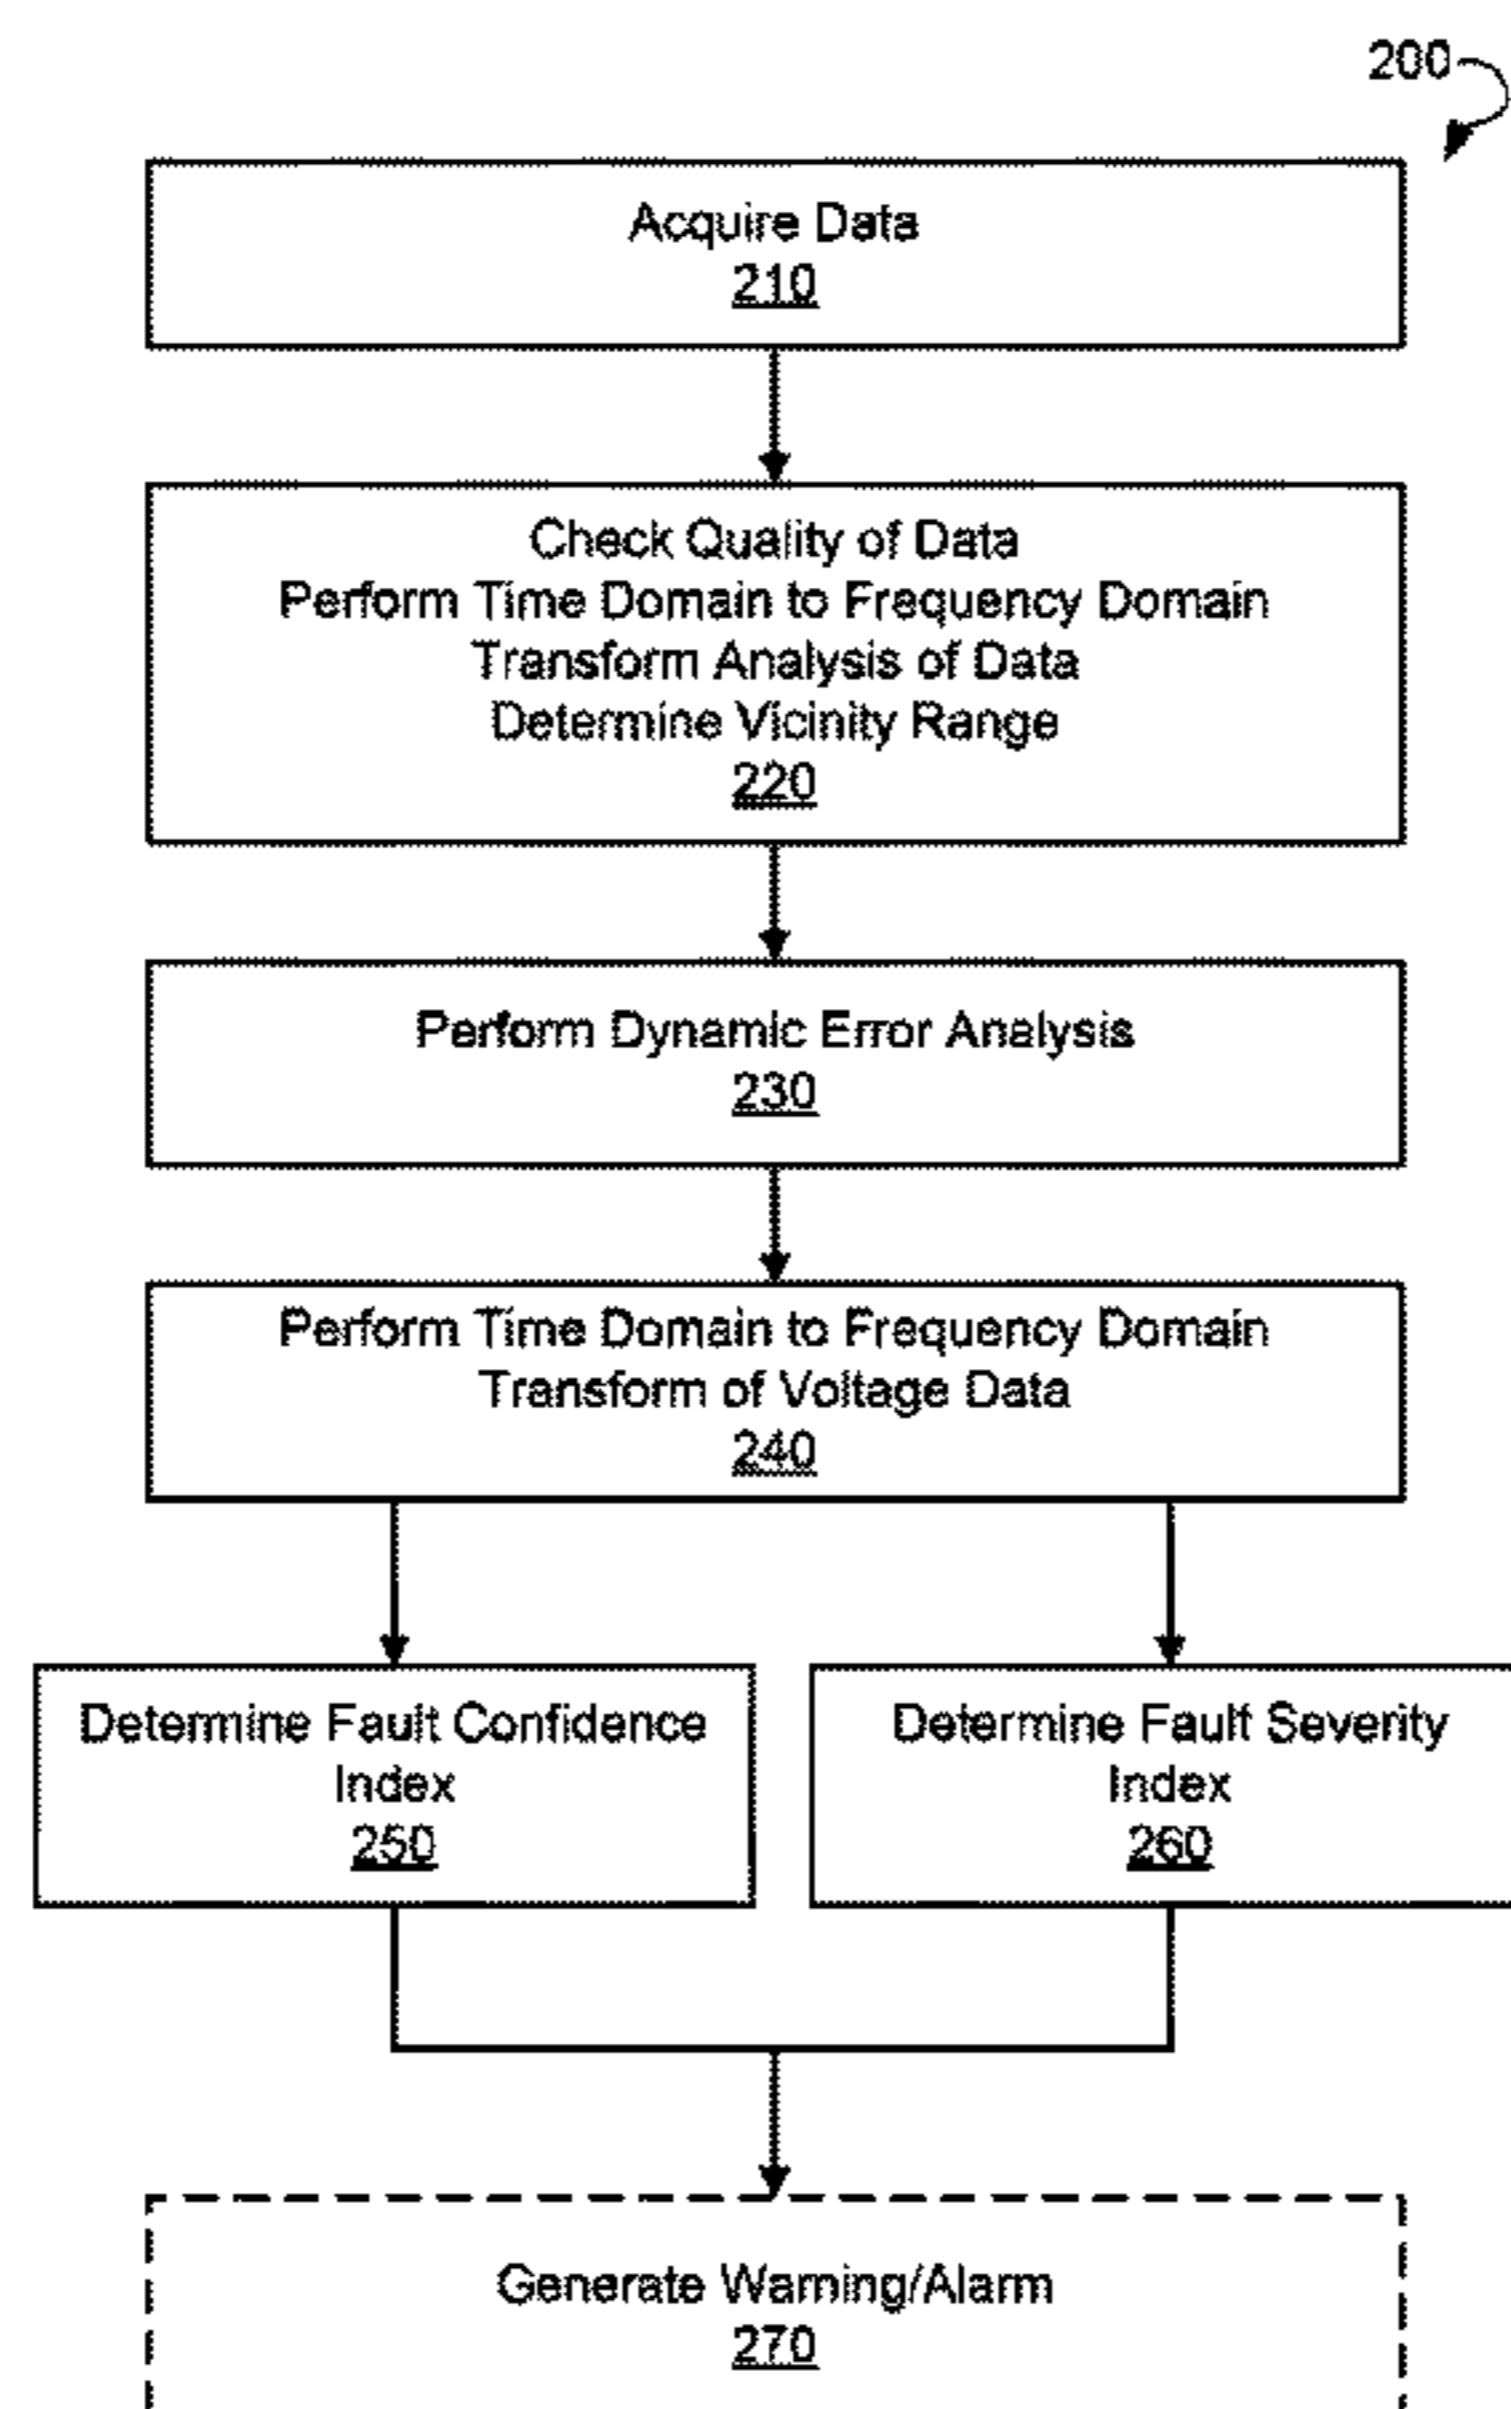 200
Acquire Data
210
Check Quality of Data
Perform Time Domain to Frequency Domain
Transform Analysis of Data
Determine Vicinity Range
220
Perform Dynamic Error Analysis
230
Perform Time Domain to Frequency Domain
Transform of Voltage Data
240
Determine Fault Confidence
Index
250
Determine Fault Severity
Index
260
Generate Warning/Alarm
270